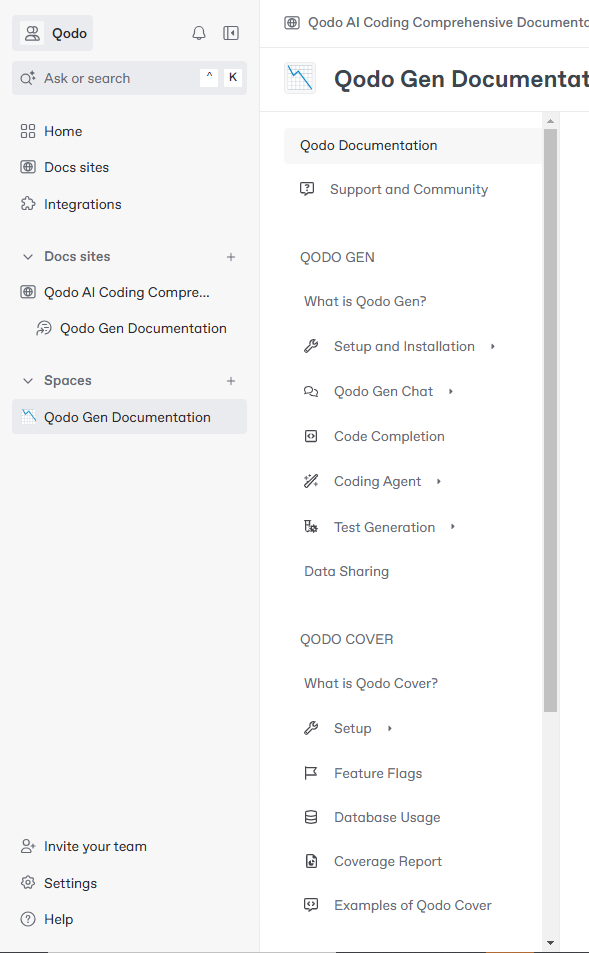 Qodo
Ask or search
^ K
Home
Docs sites
Integrations
Docs sites
Qodo AI Coding Compre...
Qodo Gen Documentation
Spaces
Qodo Gen Documentation
Invite your team
Settings
Help
Qodo AI Coding Comprehensive Documenta
Qodo Gen Documentat
Qodo Documentation
Support and Community
QODO GEN
What is Qodo Gen?
Setup and Installation
Qodo Gen Chat
Code Completion
Coding Agent
Test Generation
Data Sharing
QODO COVER
What is Qodo Cover?
Setup
Feature Flags
Database Usage
Coverage Report
Examples of Qodo Cover